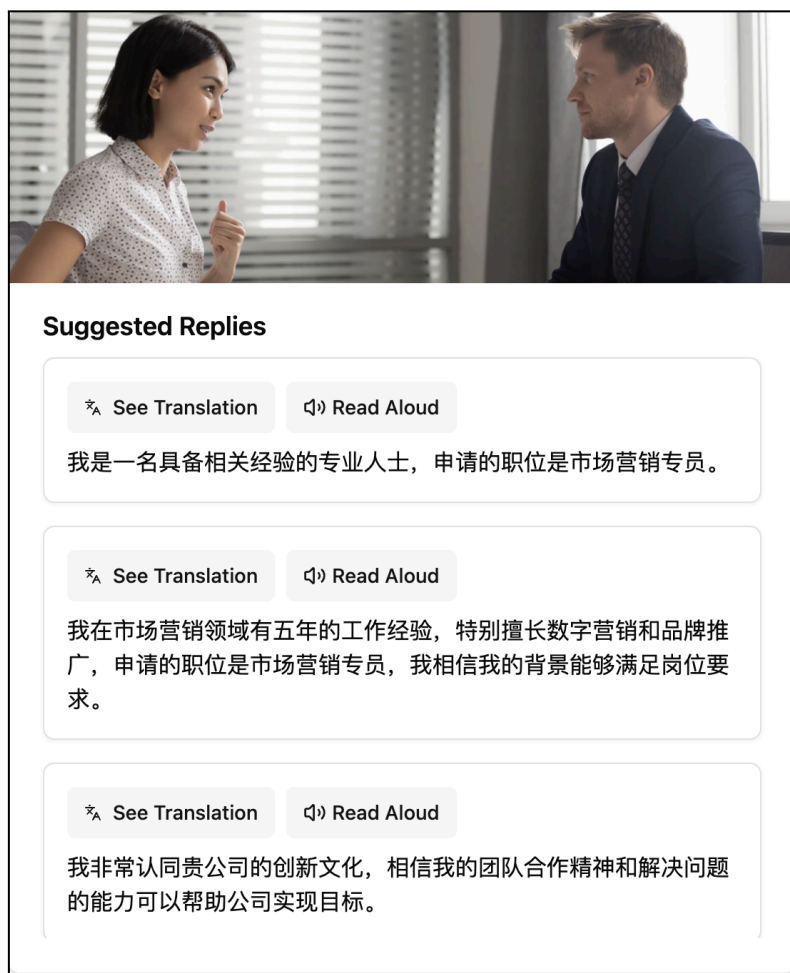 Suggested Replies
See Translation
Read Aloud
我是一名具备相关经验的专业人士，申请的职位是市场营销专员。
See Translation
Read Aloud
我在市场营销领域有五年的工作经验，特别擅长数字营销和品牌推
广，申请的职位是市场营销专员，我相信我的背景能够满足岗位要
求。
See Translation
Read Aloud
我非常认同贵公司的创新文化，相信我的团队合作精神和解决问题
的能力可以帮助公司实现目标。